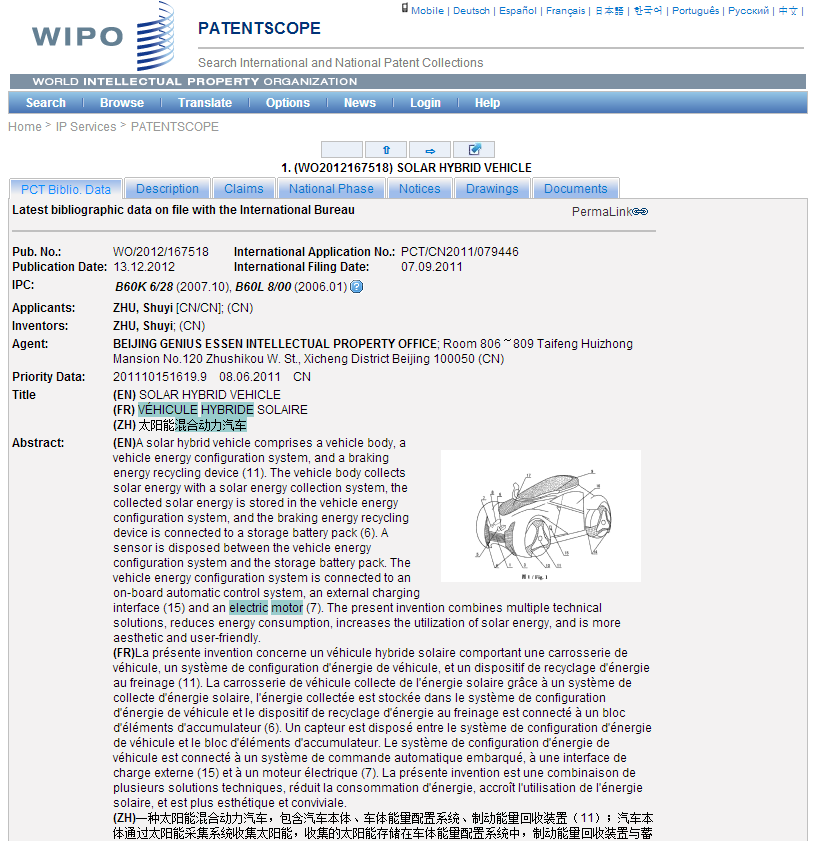 Mobile | Deutsch | Español | Français | 日本語 | 한국어 | Português | Русский | 中文 |
WIPO
PATENTSCOPE
Search International and National Patent Collections
WORLD INTELLECTUAL PROPERTY ORGANIZATION
Search | Browse | Translate | Options | News | Login | Help
Home > IP Services > PATENTSCOPE
1. (WO2012167518) SOLAR HYBRID VEHICLE
PCT Biblio. Data Description Claims National Phase Notices Drawings Documents
Latest bibliographic data on file with the International Bureau
PermaLink
Pub. No.: WO/2012/167518 International Application No.: PCT/CN2011/079446
Publication Date: 13.12.2012 International Filing Date: 07.09.2011
IPC: B60K 6/28 (2007.10), B60L 8/00 (2006.01) ?
Applicants: ZHU, Shuyi [CN/CN]; (CN)
Inventors: ZHU, Shuyi; (CN)
Agent: BEIJING GENIUS ESSEN INTELLECTUAL PROPERTY OFFICE; Room 806～809 Taifeng Huizhong
Mansion No.120 Zhushikou W. St., Xicheng District Beijing 100050 (CN)
Priority Data: 201110151619.9 08.06.2011 CN
Title (EN) SOLAR HYBRID VEHICLE
(FR) VÉHICULE HYBRIDE SOLAIRE
(ZH) 太阳能混合动力汽车
Abstract: (EN)A solar hybrid vehicle comprises a vehicle body, a
vehicle energy configuration system, and a braking
energy recycling device (11). The vehicle body collects
solar energy with a solar energy collection system, the
collected solar energy is stored in the vehicle energy
configuration system, and the braking energy recycling
device is connected to a storage battery pack (6). A
sensor is disposed between the vehicle energy
configuration system and the storage battery pack. The
vehicle energy configuration system is connected to an
on-board automatic control system, an external charging
interface (15) and an electric motor (7). The present invention combines multiple technical
solutions, reduces energy consumption, increases the utilization of solar energy, and is more
aesthetic and user-friendly.
图 1 / Fig. 1
(FR)La présente invention concerne un véhicule hybride solaire comportant une carrosserie de
véhicule, un système de configuration d'énergie de véhicule, et un dispositif de recyclage d'énergie
au freinage (11). La carrosserie de véhicule collecte de l'énergie solaire grâce à un système de
collecte d'énergie solaire, l'énergie collectée est stockée dans le système de configuration
d'énergie de véhicule et le dispositif de recyclage d'énergie au freinage est connecté à un bloc
d'éléments d'accumulateur (6). Un capteur est disposé entre le système de configuration d'énergie
de véhicule et le bloc d'éléments d'accumulateur. Le système de configuration d'énergie de
véhicule est connecté à un système de commande automatique embarqué, à une interface de
charge externe (15) et à un moteur électrique (7). La présente invention est une combinaison de
plusieurs solutions techniques, réduit la consommation d'énergie, accroît l'utilisation de l'énergie
solaire, et est plus esthétique et conviviale.
(ZH)一种太阳能混合动力汽车，包含汽车本体、车体能量配置系统、制动能量回收装置（11）；汽车本
体通过太阳能采集系统收集太阳能，收集的太阳能存储在车体能量配置系统中，制动能量回收装置与蓄